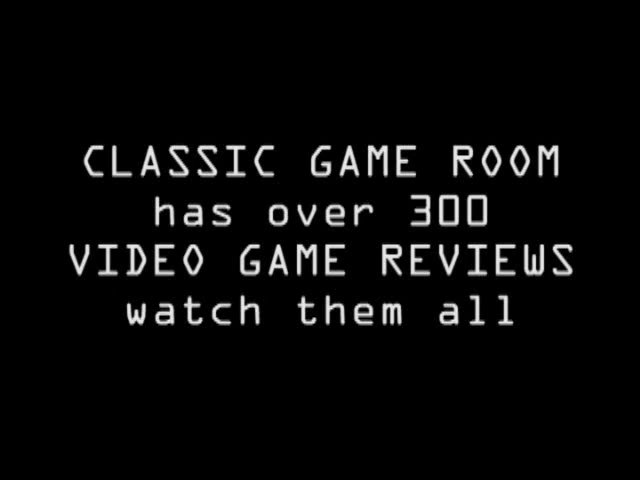 CLASSIC GAME ROOM
has over 300
VIDEO GAME REVIEWS
watch them all